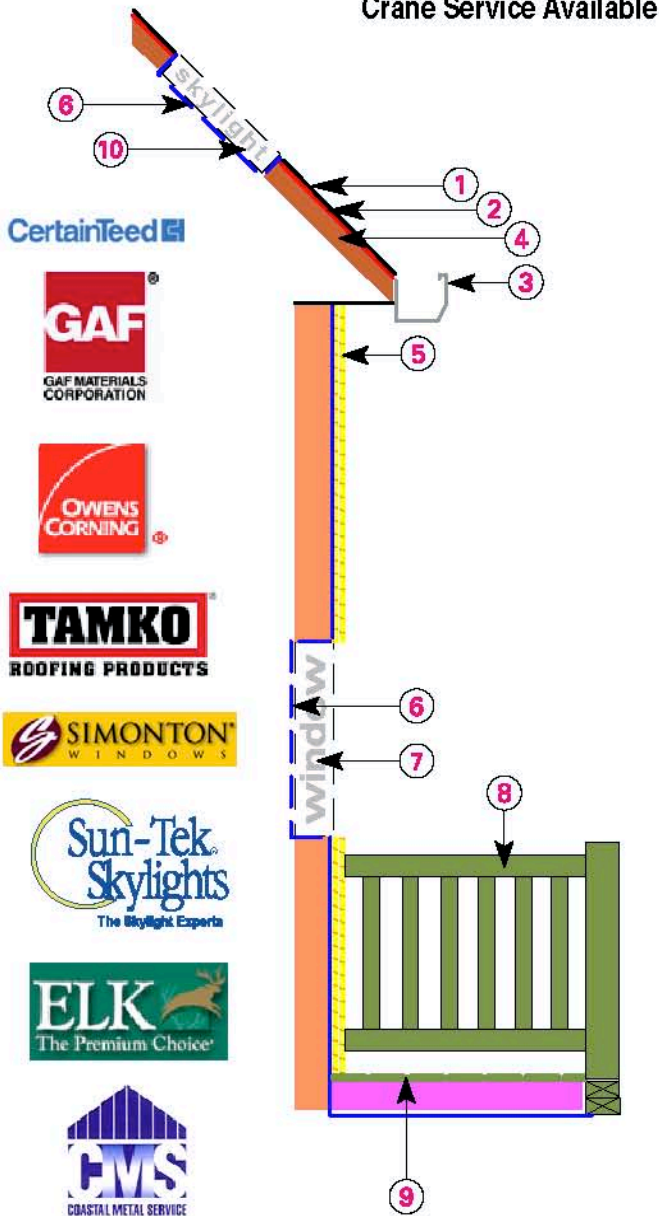 Crane Service Available
skylight
6
10
1
2
4
3
5
CertainTeed
GAF
®
GAF MATERIALS
CORPORATION
OWENS
CORNING
®
TAMKO
®
ROOFING PRODUCTS
SIMONTON®
WINDOWS
window
6
7
8
Sun-Tek®
Skylights
The Skylight Experts
ELK
The Premium Choice®
CMS
COASTAL METAL SERVICE
9